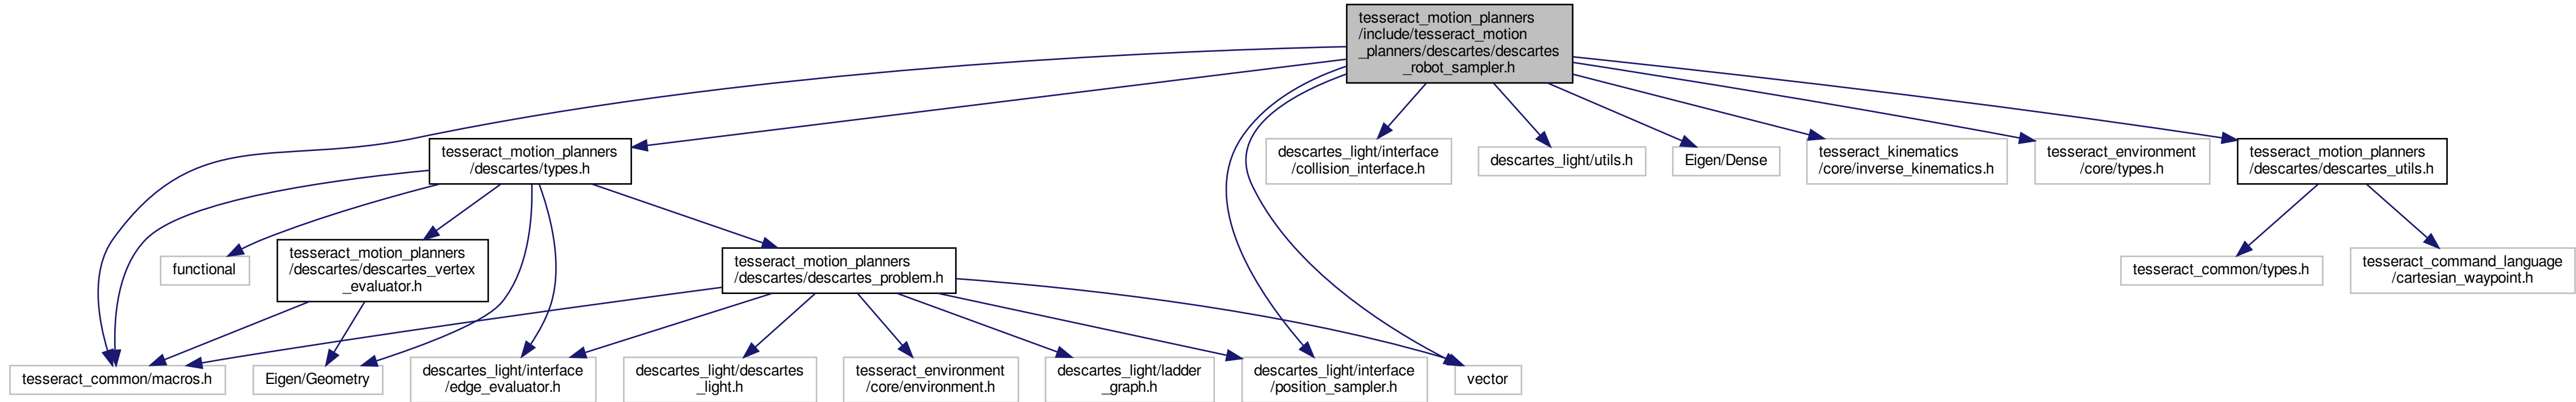 tesseract_motion_planners
/include/tesseract_motion
_planners/descartes/descartes
_robot_sampler.h
tesseract_motion_planners
/descartes/types.h
descartes_light/interface
/collision_interface.h
descartes_light/utils.h
Eigen/Dense
tesseract_kinematics
/core/inverse_kinematics.h
tesseract_environment
/core/types.h
tesseract_motion_planners
/descartes/descartes_utils.h
functional
tesseract_motion_planners
/descartes/descartes_vertex
_evaluator.h
tesseract_motion_planners
/descartes/descartes_problem.h
tesseract_common/types.h
tesseract_command_language
/cartesian_waypoint.h
tesseract_common/macros.h
Eigen/Geometry
descartes_light/interface
/edge_evaluator.h
descartes_light/descartes
_light.h
tesseract_environment
/core/environment.h
descartes_light/ladder
_graph.h
descartes_light/interface
/position_sampler.h
vector